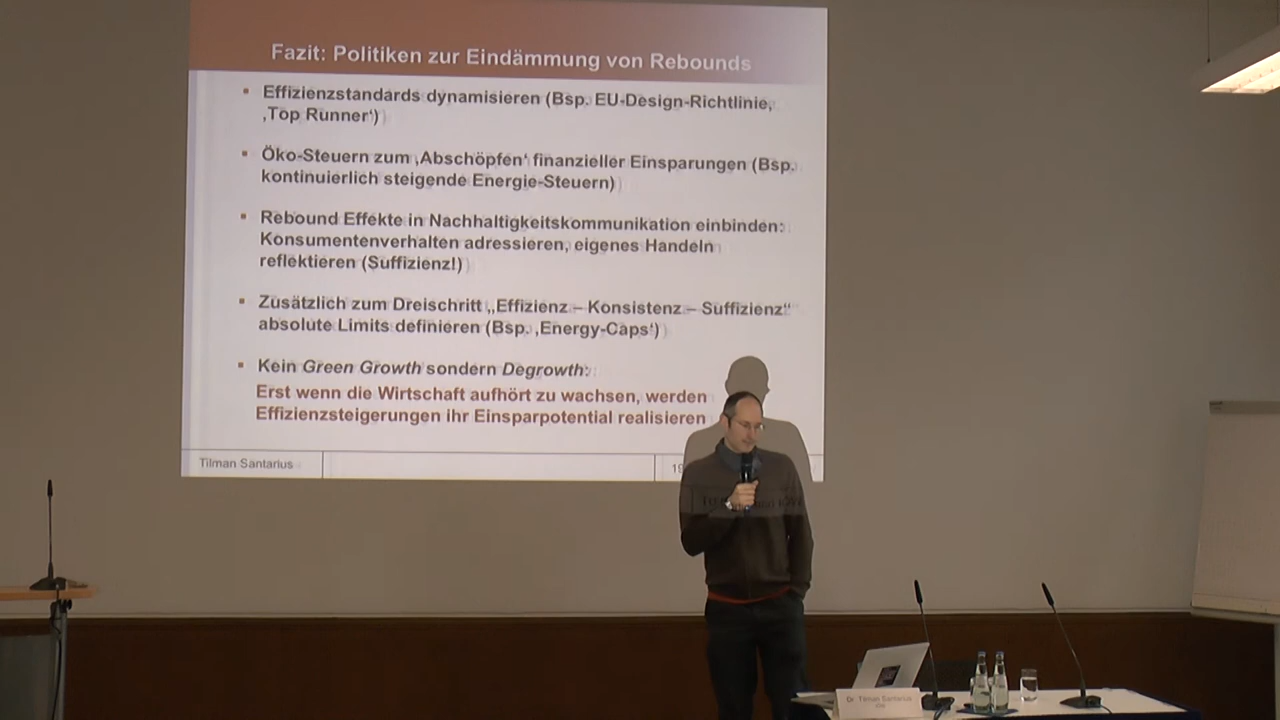 Fazit: Politiken zur Eindämmung von Rebounds
▪ Effizienzstandards dynamisieren (Bsp. EU-Design-Richtlinie,
‚Top Runner‘)
▪ Öko-Steuern zum ‚Abschöpfen‘ finanzieller Einsparungen (Bsp.
kontinuierlich steigende Energie-Steuern)
▪ Rebound Effekte in Nachhaltigkeitskommunikation einbinden:
Konsumentenverhalten adressieren, eigenes Handeln
reflektieren (Suffizienz!)
▪ Zusätzlich zum Dreischritt „Effizienz – Konsistenz – Suffizienz“
absolute Limits definieren (Bsp. ‚Energy-Caps‘)
▪ Kein Green Growth sondern Degrowth:
Erst wenn die Wirtschaft aufhört zu wachsen, werden
Effizienzsteigerungen ihr Einsparpotential realisieren
Tilman Santarius
Dr. Tilman Santarius